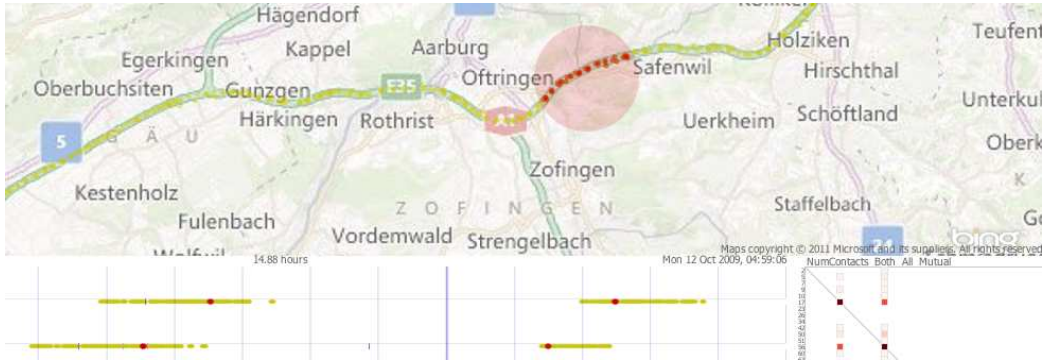 Hägendorf
Kappel
Egerkingen
Aarburg
Holziken
Teufent
Oftringen
Safenwil
Hirschthal
Oberbuchsiten
Gunzgen
E35
Härkingen
Rothrist
Uerkheim
Schöftland
Unterkul
5
G Ä U
Oberk
Zofingen
K
Kestenholz
Staffelbach
Z O F I N G E N
Fulenbach
Vordemwald
Strengelbach
24
bing
Maps copyright © 2011 Microsoft and its suppliers. All rights reserved
14.88 hours
Mon 12 Oct 2009, 04:59:06
NumContacts Both All Mutual